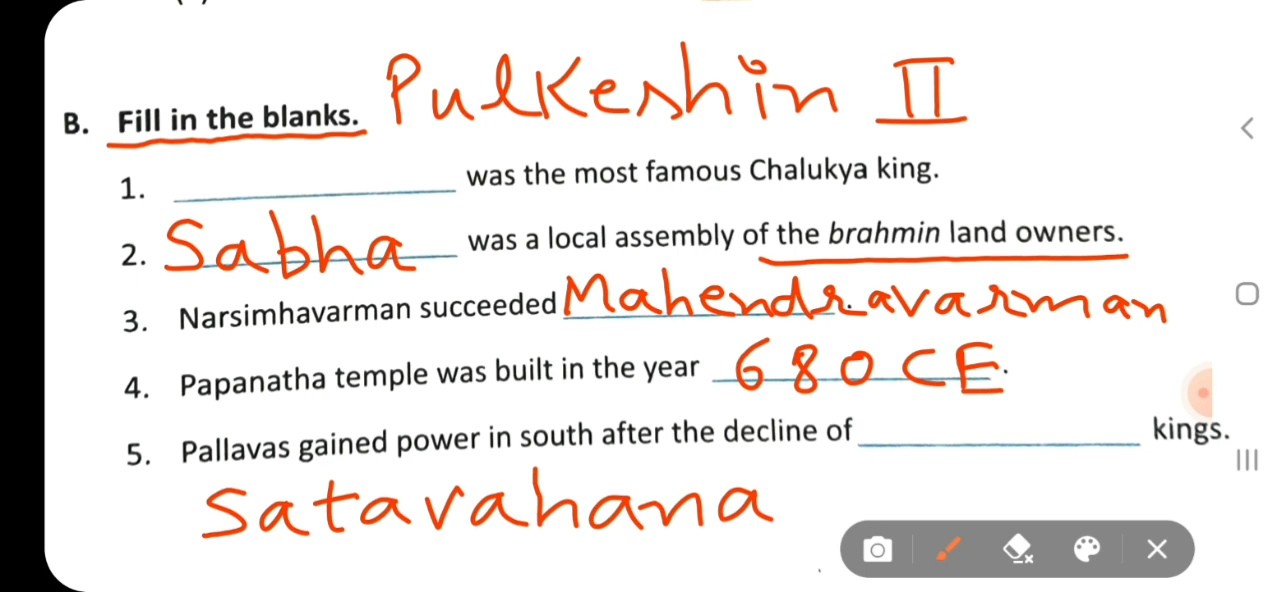 Pulkeshin II
B. Fill in the blanks.
1. was the most famous Chalukya king.
2. Sabha was a local assembly of the brahmin land owners.
3. Narsimhavarman succeeded Mahendravarman
4. Papanatha temple was built in the year 680 CE.
5. Pallavas gained power in south after the decline of kings.
Satavahana